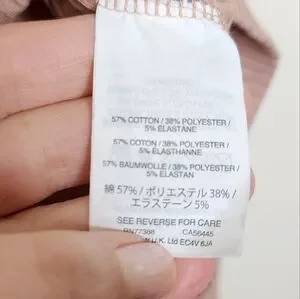 57% COTTON / 38% POLYESTER /
5% ELASTANE
57% COTON / 38% POLYESTER /
5% ELASTHANNE
57% BAUMWOLLE / 38% POLYESTER /
5% ELASTAN
綿 57% / ポリエステル 38% /
エラステーン 5%
SEE REVERSE FOR CARE
RN77388 CA56445
U.K. Ltd EC4V 6JA